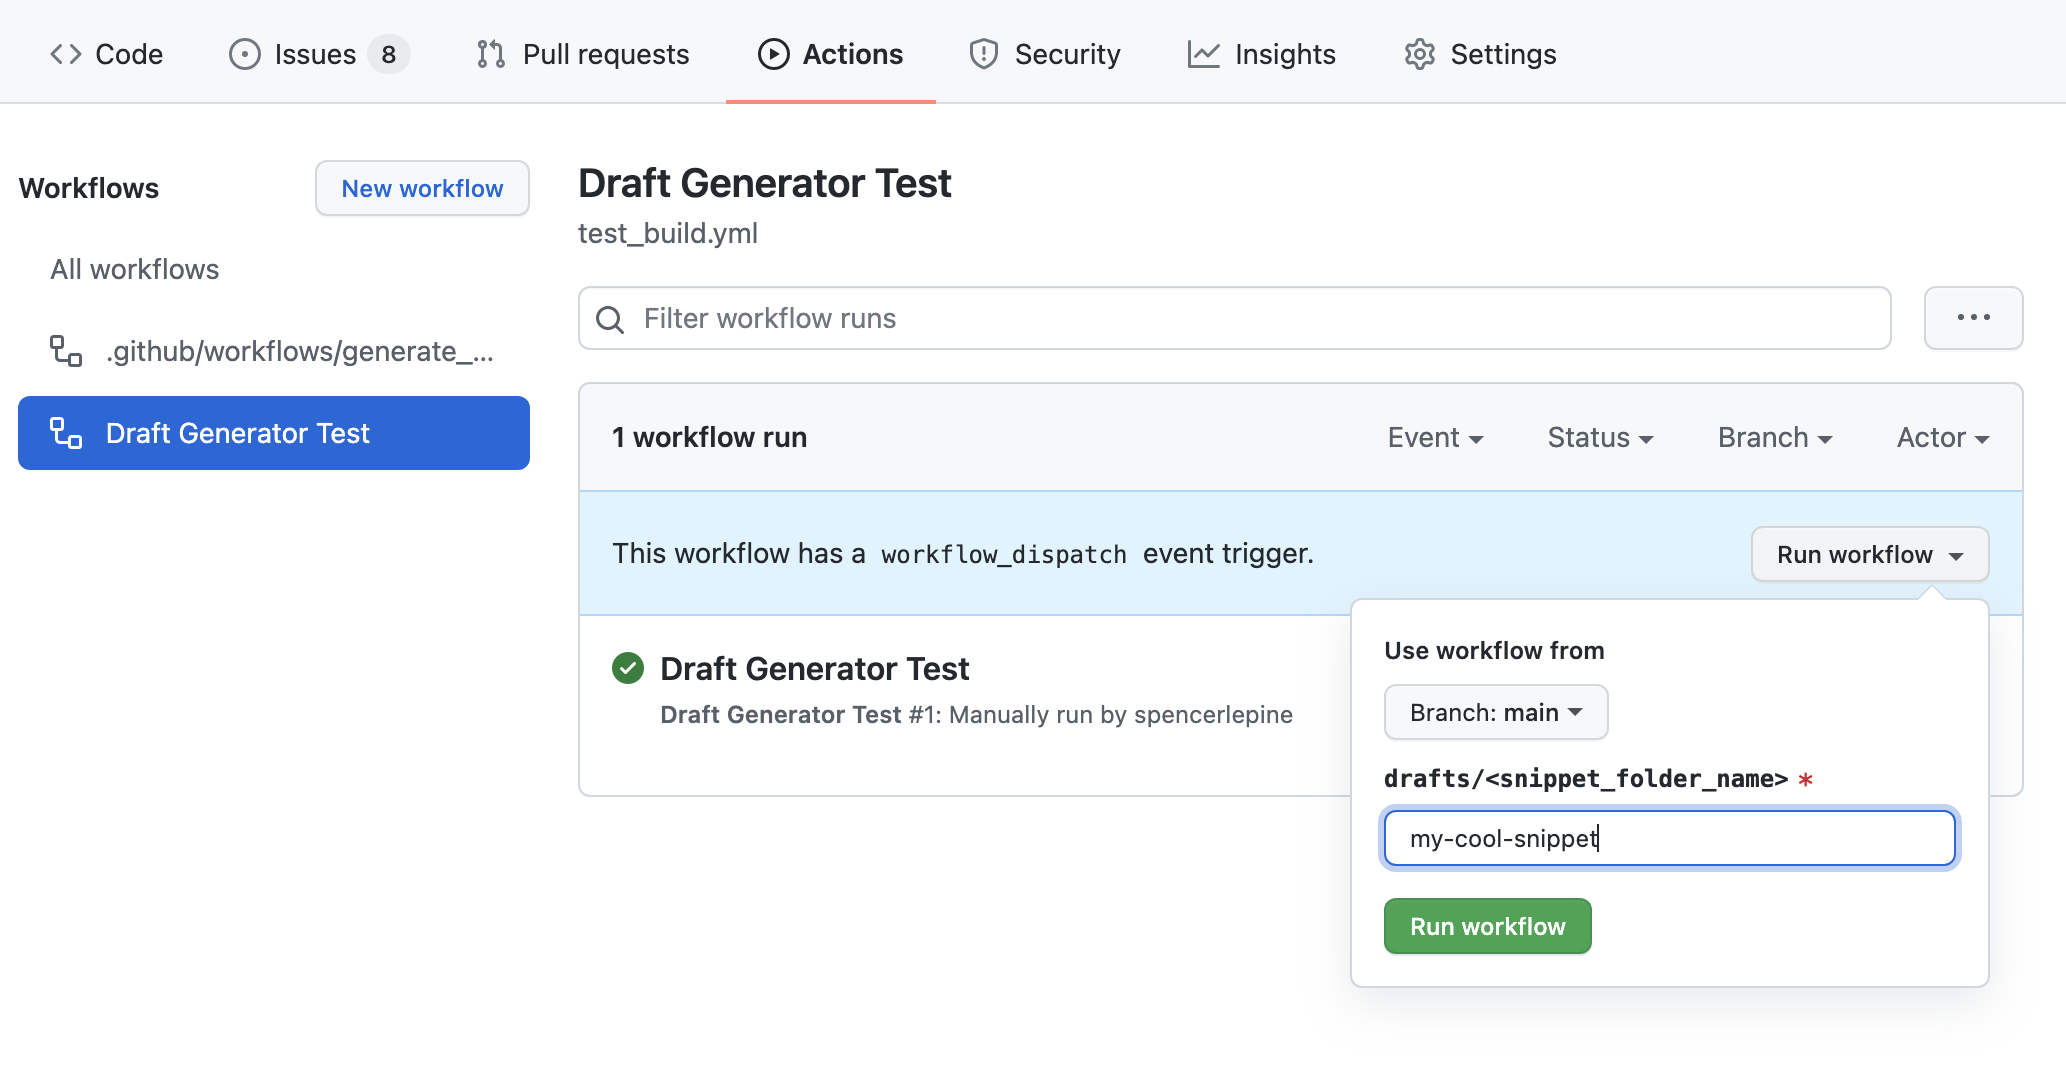 Code Issues 8 Pull requests Actions Security Insights Settings
Workflows
New workflow
All workflows
.github/workflows/generate_...
Draft Generator Test
Draft Generator Test
test_build.yml
Filter workflow runs
1 workflow run
Event Status Branch Actor
This workflow has a workflow_dispatch event trigger.
Run workflow
Draft Generator Test
Draft Generator Test #1: Manually run by spencerlepine
Use workflow from
Branch: main
drafts/<snippet_folder_name> *
my-cool-snippet
Run workflow